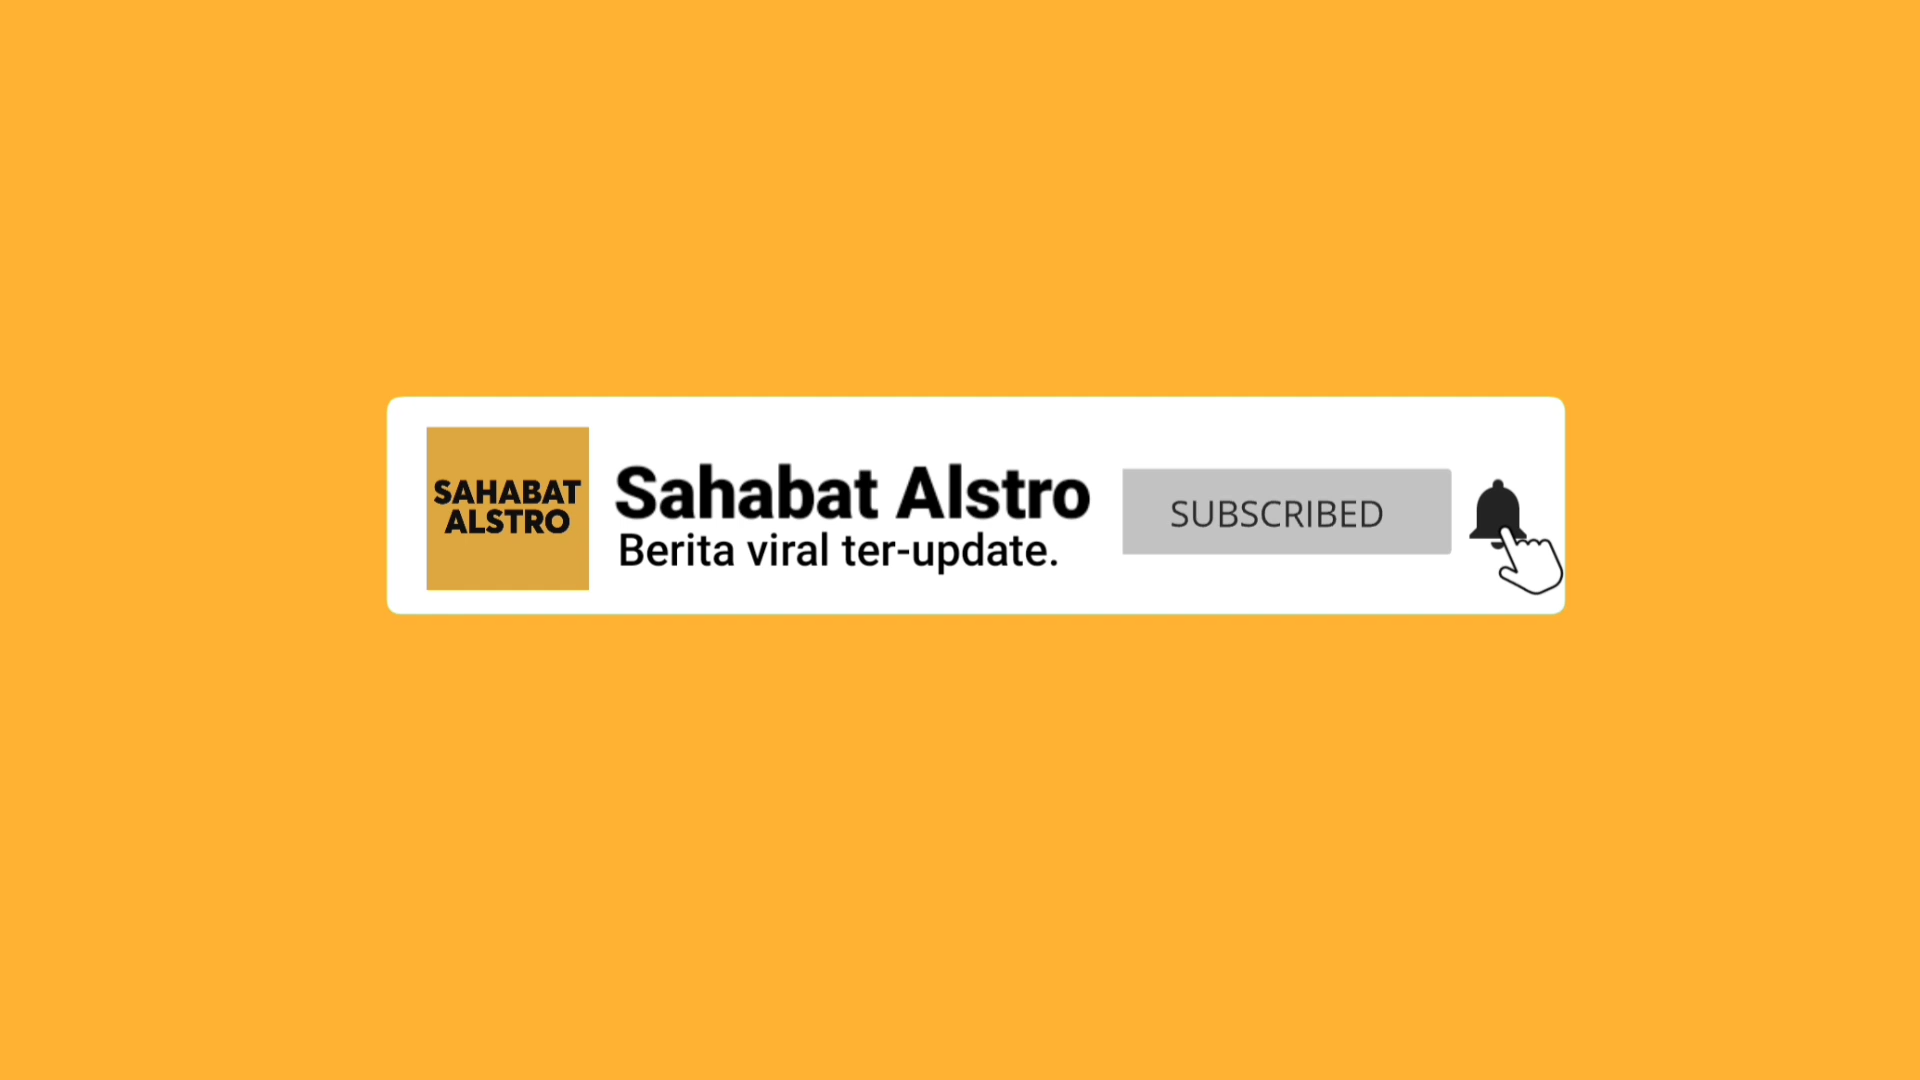 SAHABAT
ALSTRO
Sahabat Alstro
Berita viral ter-update.
SUBSCRIBED